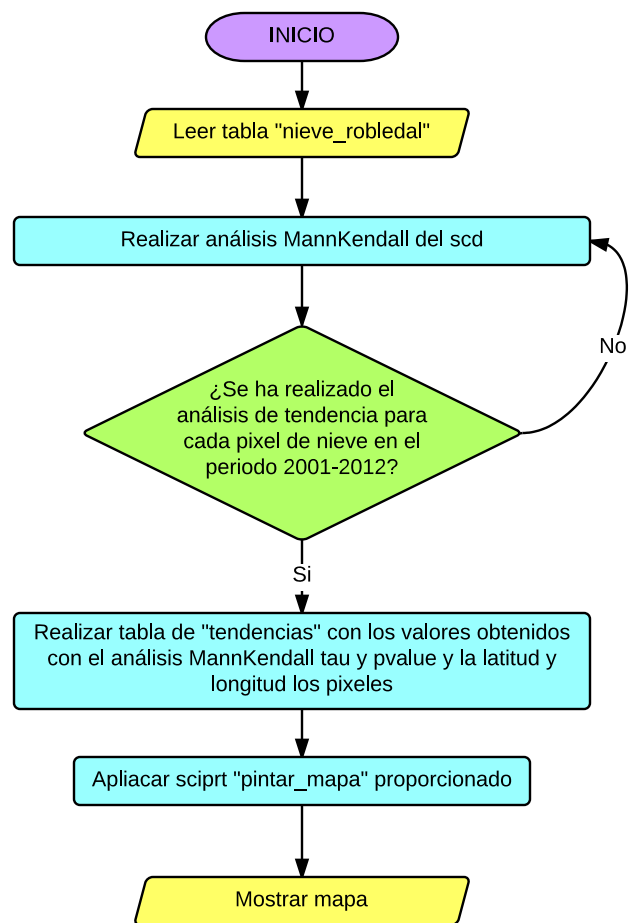 INICIO
Leer tabla "nieve_robledal"
Realizar análisis MannKendall del scd
¿Se ha realizado el
análisis de tendencia para
cada pixel de nieve en el
periodo 2001-2012?
No
Si
Realizar tabla de "tendencias" con los valores obtenidos
con el análisis MannKendall tau y pvalue y la latitud y
longitud los pixeles
Apliacar sciprt "pintar_mapa" proporcionado
Mostrar mapa